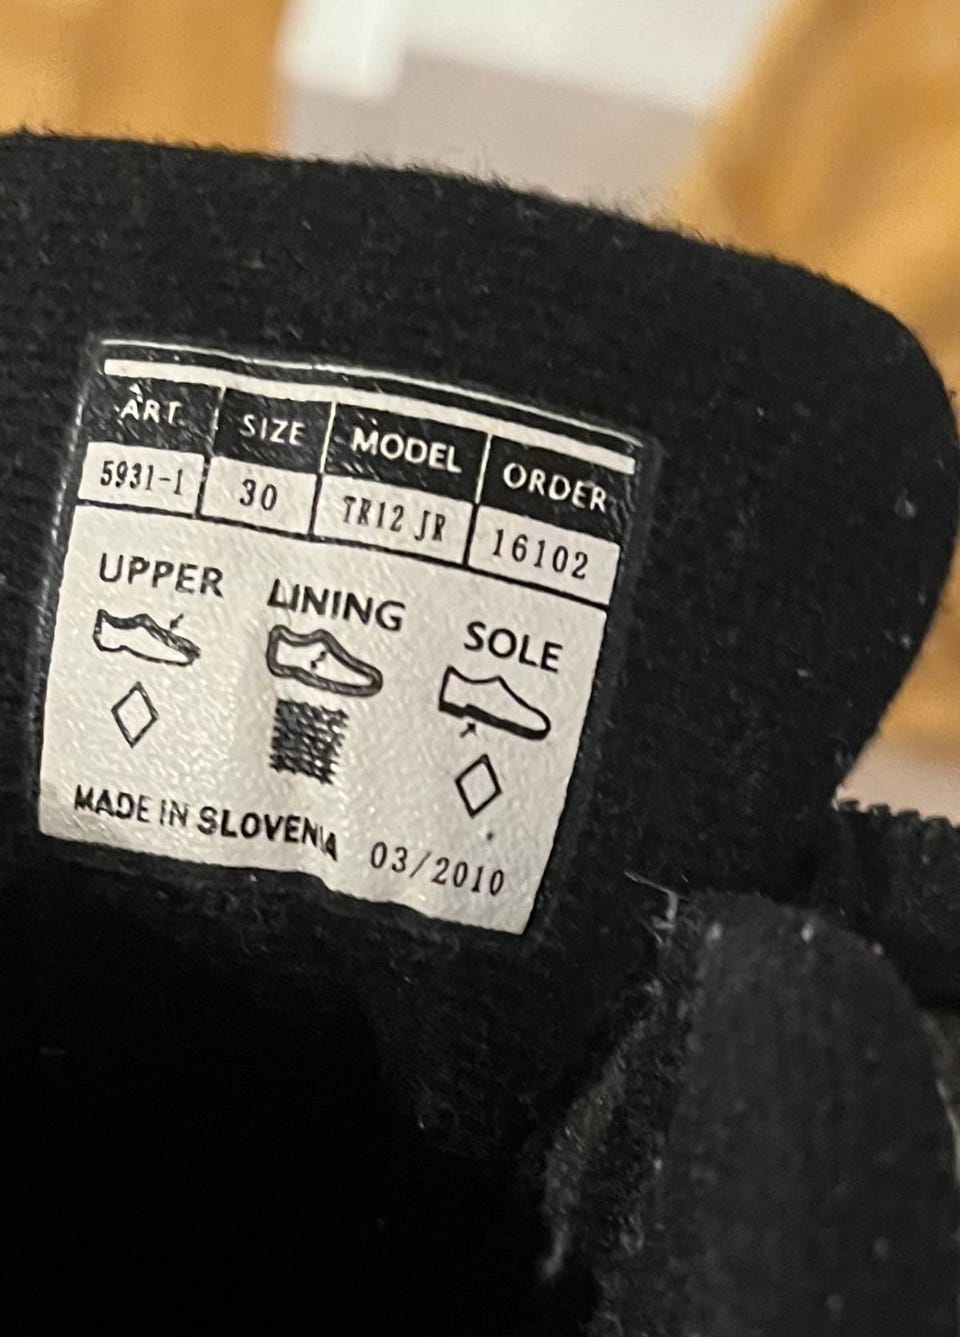 ART. SIZE MODEL ORDER
5931-1 30 TR12 JR 16102
UPPER LINING SOLE
MADE IN SLOVENIA 03/2010